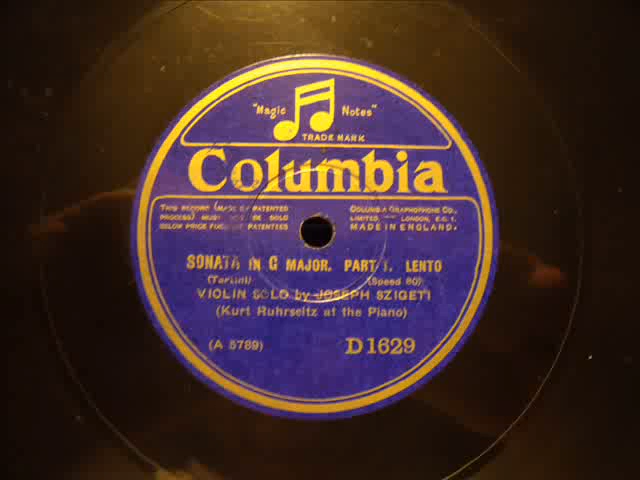 "Magic Notes"
TRADE MARK
Columbia
THIS RECORD (MADE BY PATENTED
PROCESS) MUST NOT BE SOLD
BELOW PRICE FIXED BY PATENTEES
COLUMBIA GRAPHOPHONE CO.,
LIMITED, LONDON, E.C. 1.
MADE IN ENGLAND.
SONATA IN G MAJOR. PART 1. LENTO
(Tartini) (Speed 80)
VIOLIN SOLO by JOSEPH SZIGETI
(Kurt Ruhrseitz at the Piano)
(A 5789) D1629